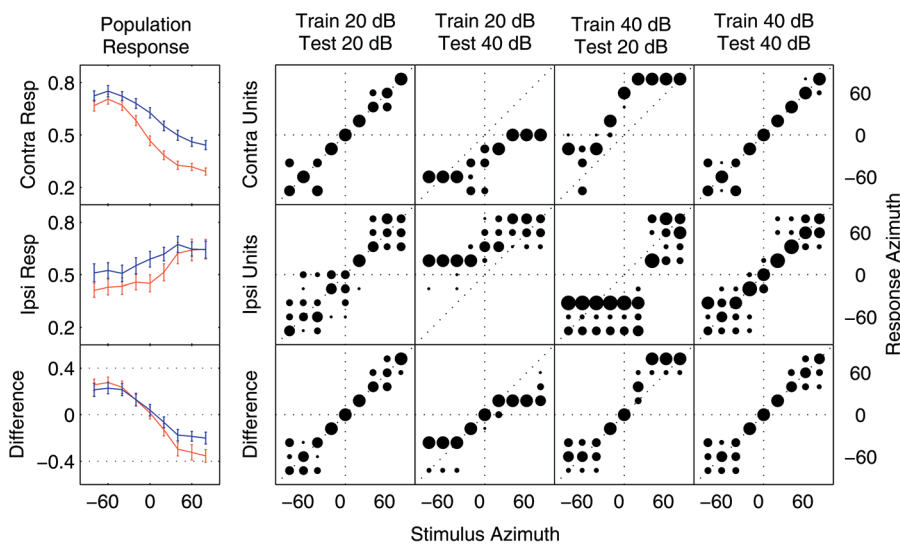 Population
Response
Train 20 dB
Test 20 dB
Train 20 dB
Test 40 dB
Train 40 dB
Test 20 dB
Train 40 dB
Test 40 dB
Contra Resp
0.8
0.5
0.2
Contra Units
60
0
−60
Ipsi Resp
0.8
0.5
0.2
Ipsi Units
60
0
−60
Response Azimuth
Difference
0.4
0
−0.4
Difference
60
0
−60
−60 0 60 −60 0 60 −60 0 60 −60 0 60 −60 0 60
Stimulus Azimuth